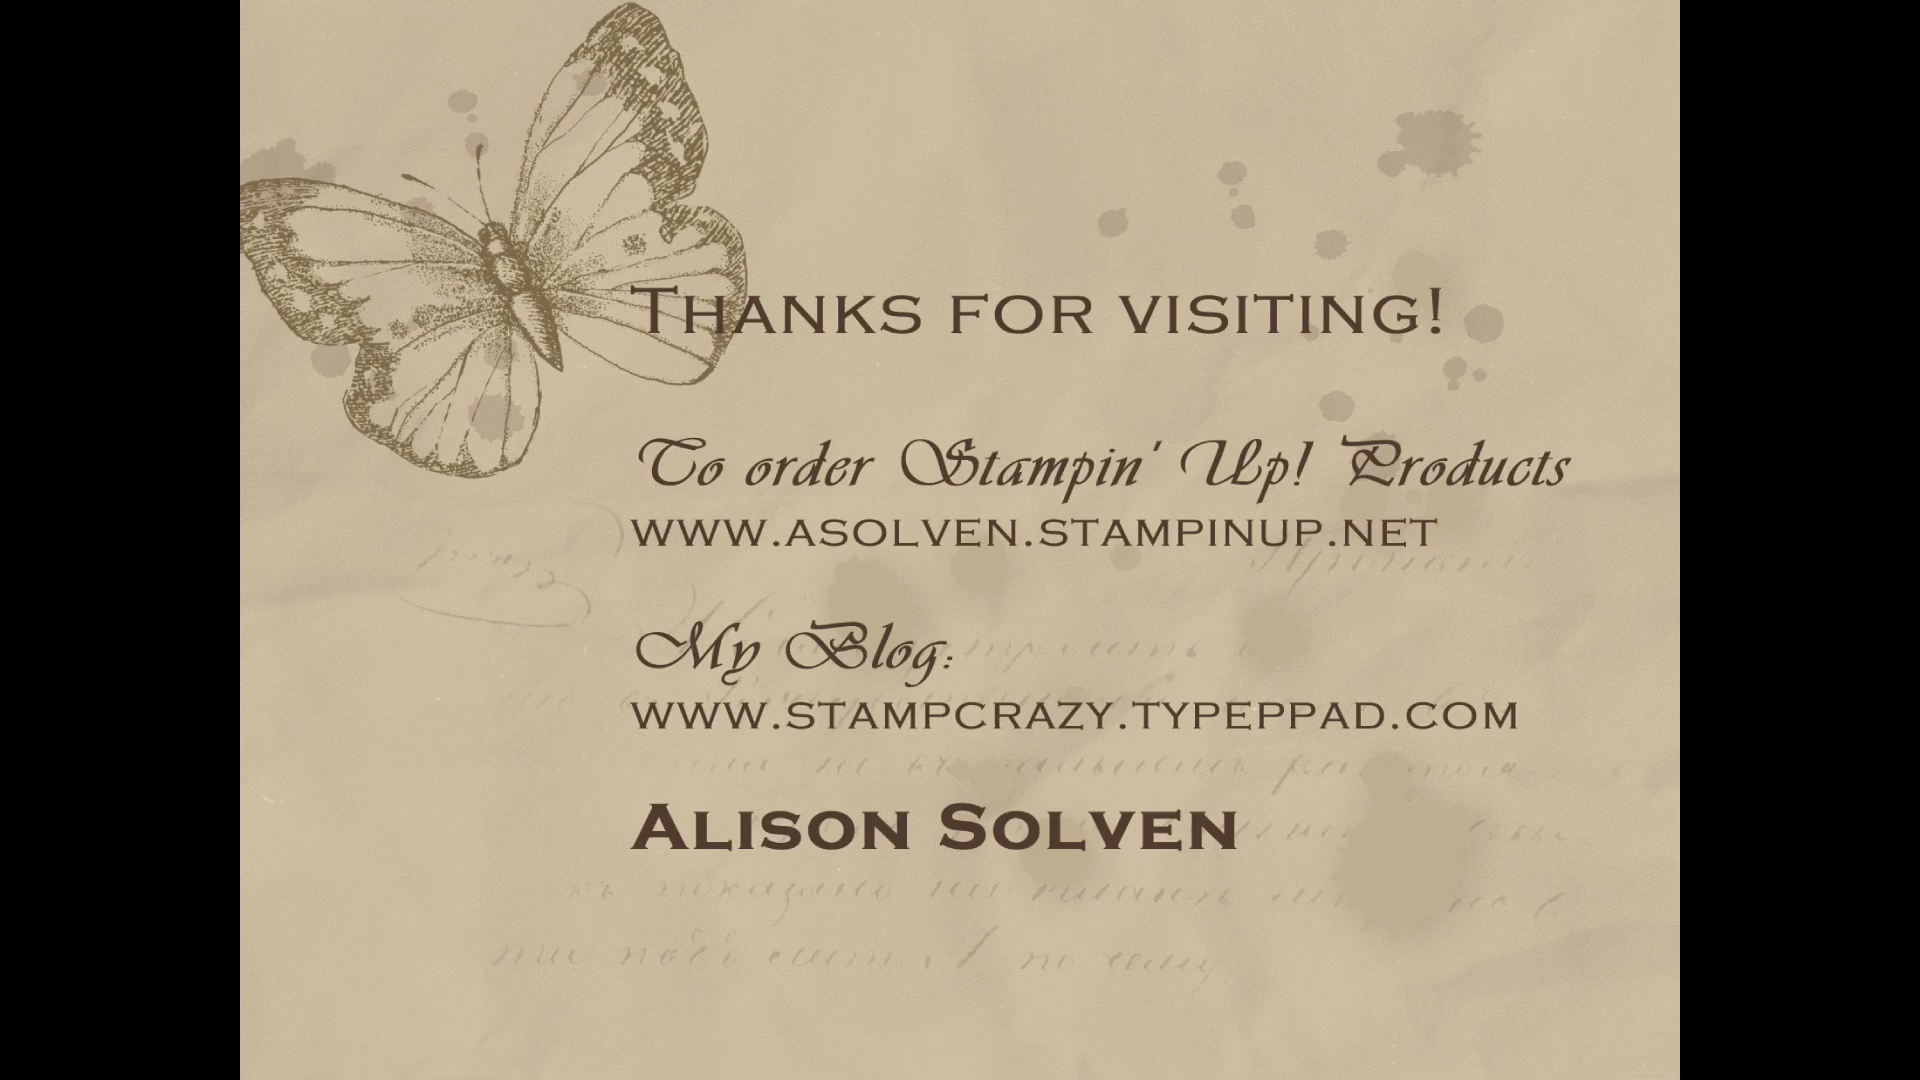 THANKS FOR VISITING!
To order Stampin' Up! Products
WWW.ASOLVEN.STAMPINUP.NET
My Blog:
WWW.STAMPCRAZY.TYPEPPAD.COM
ALISON SOLVEN